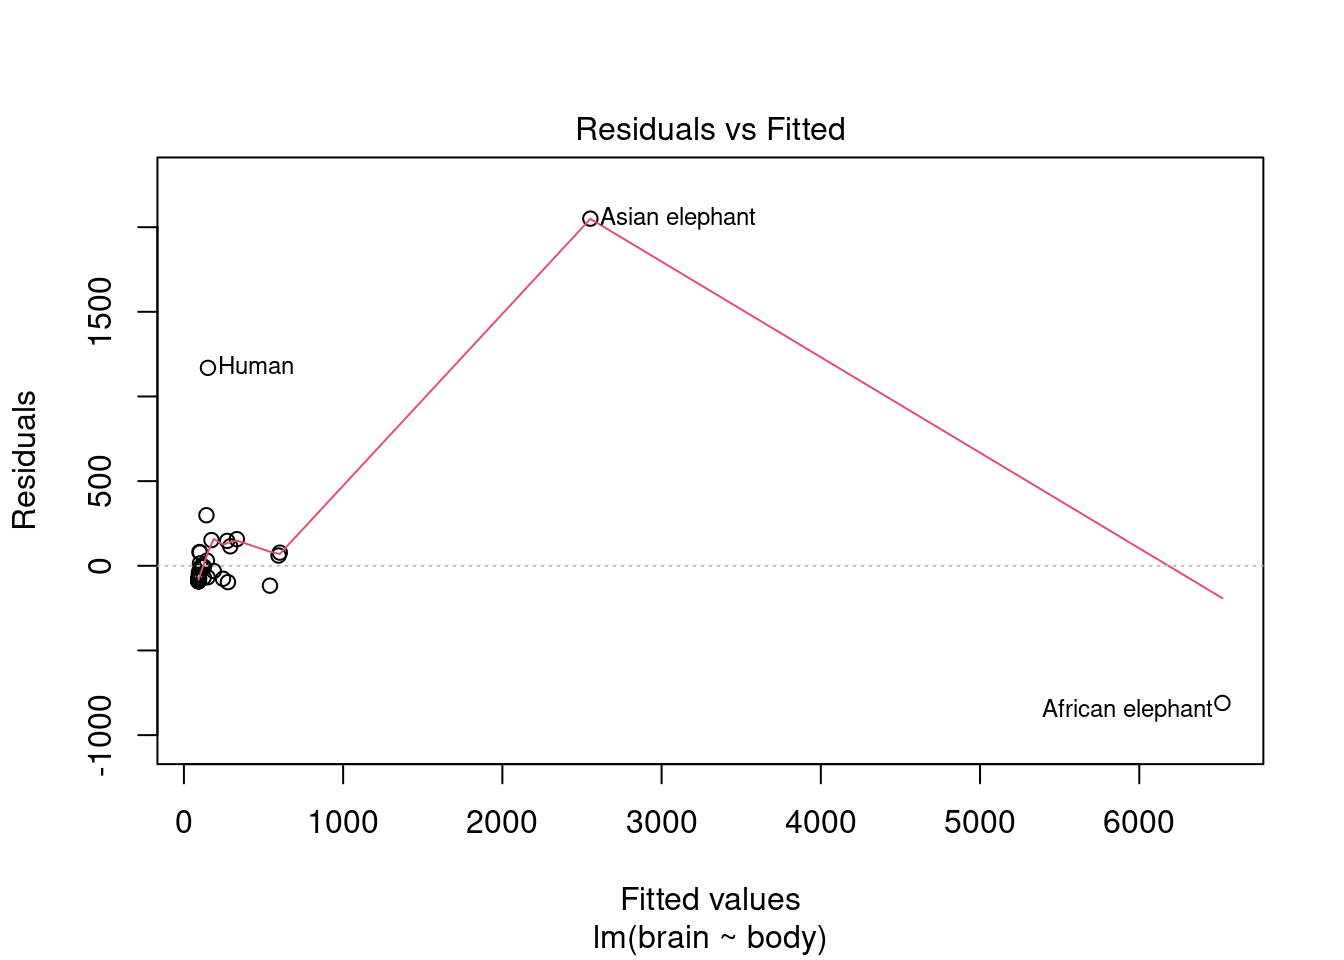 Residuals vs Fitted
Asian elephant
Human
African elephant
Residuals
1500
500
0
-1000
0 1000 2000 3000 4000 5000 6000
Fitted values
lm(brain ~ body)